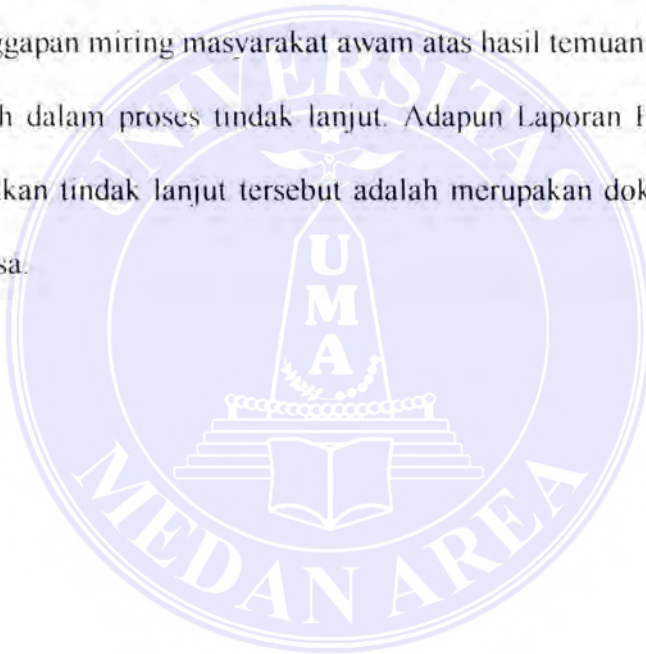 ggapan miring masyarakat awam atas hasil temuan
h dalam proses tindak lanjut. Adapun Laporan H
kan tindak lanjut tersebut adalah merupakan dok
sa.
UNIVERSITAS
U
M
A
MEDAN AREA